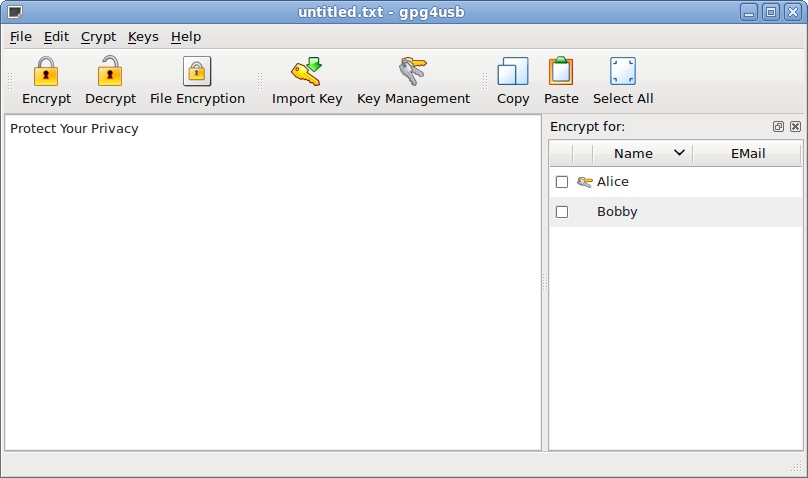 untitled.txt - gpg4usb
File Edit Crypt Keys Help
Encrypt Decrypt File Encryption Import Key Key Management Copy Paste Select All
Protect Your Privacy
Encrypt for:
Name EMail
Alice
Bobby